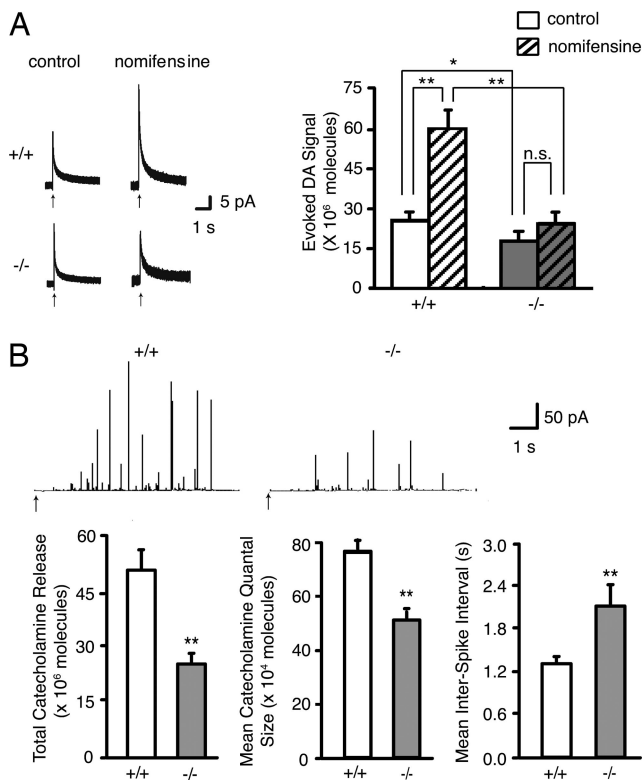 A
control
nomifensine
control nomifensine
+/+
-/-
5 pA
1 s
Evoked DA Signal
(X 10⁶ molecules)
75
60
45
30
15
0
* ** ** n.s.
+/+ -/-
B
+/+ -/-
50 pA
1 s
Total Catecholamine Release
(x 10⁶ molecules)
60
45
30
15
0
**
+/+ -/-
Mean Catecholamine Quantal
Size (x 10⁴ molecules)
80
60
40
20
0
**
+/+ -/-
Mean Inter-Spike Interval (s)
3.0
2.4
1.8
1.2
0.6
0
**
+/+ -/-